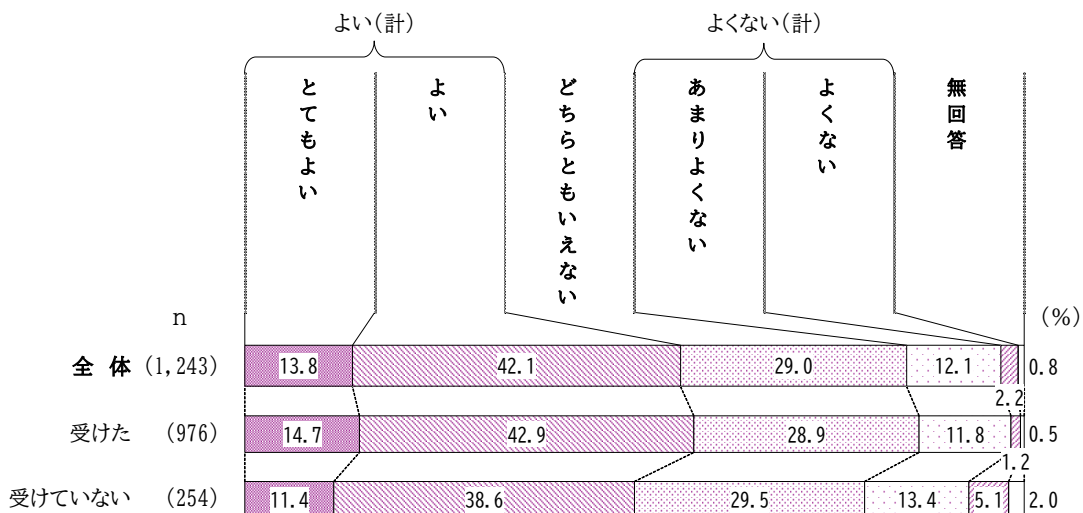 よい（計）
よくない（計）
とてもよい
よい
どちらともいえない
あまりよくない
よくない
無回答
n
(%)
全体 (1,243) 13.8 42.1 29.0 12.1 2.2 0.8
受けた (976) 14.7 42.9 28.9 11.8 1.2 0.5
受けていない (254) 11.4 38.6 29.5 13.4 5.1 2.0